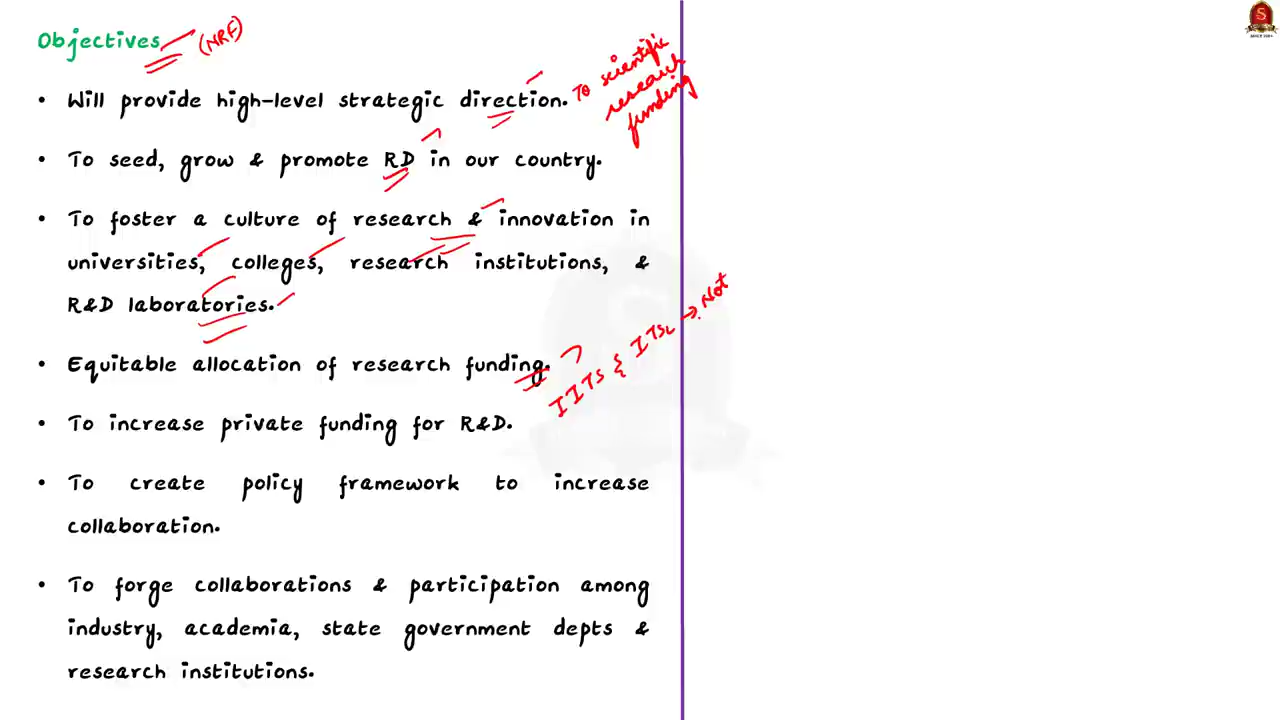 Objectives (NRF)
• Will provide high-level strategic direction. To scientific
research
funding
• To seed, grow & promote RD in our country.
• To foster a culture of research & innovation in
universities, colleges, research institutions, &
R&D laboratories.
• Equitable allocation of research funding.
IITs & → Not
• To increase private funding for R&D.
• To create policy framework to increase
collaboration.
• To forge collaborations & participation among
industry, academia, state government depts &
research institutions.